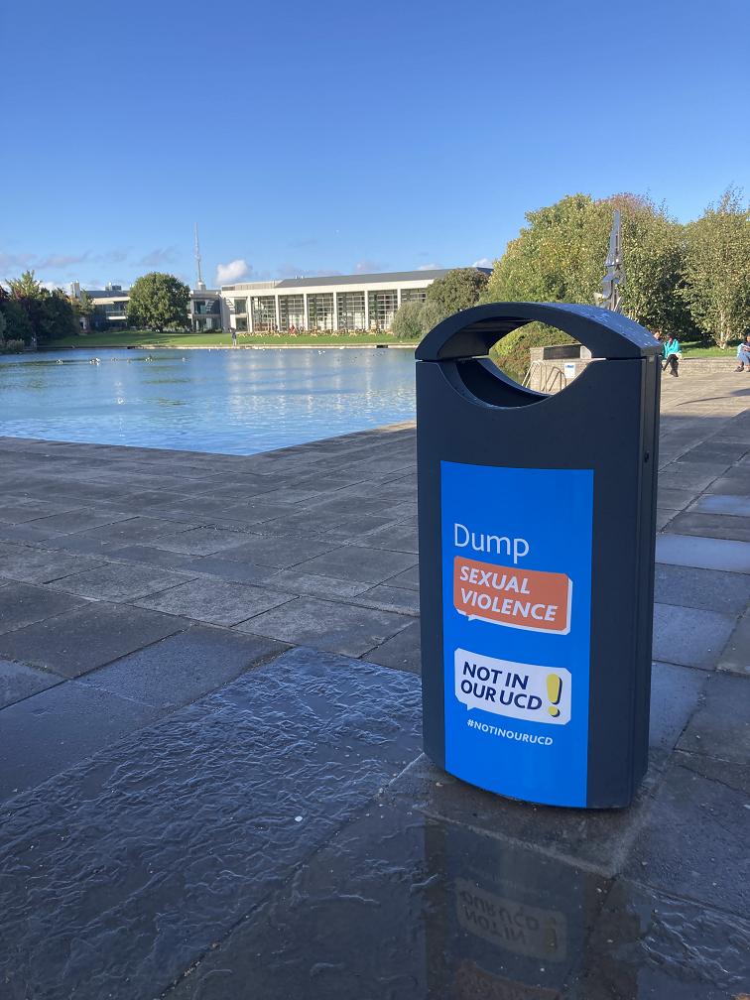 Dump
SEXUAL
VIOLENCE
NOT IN
OUR UCD!
#NOTINOURUCD